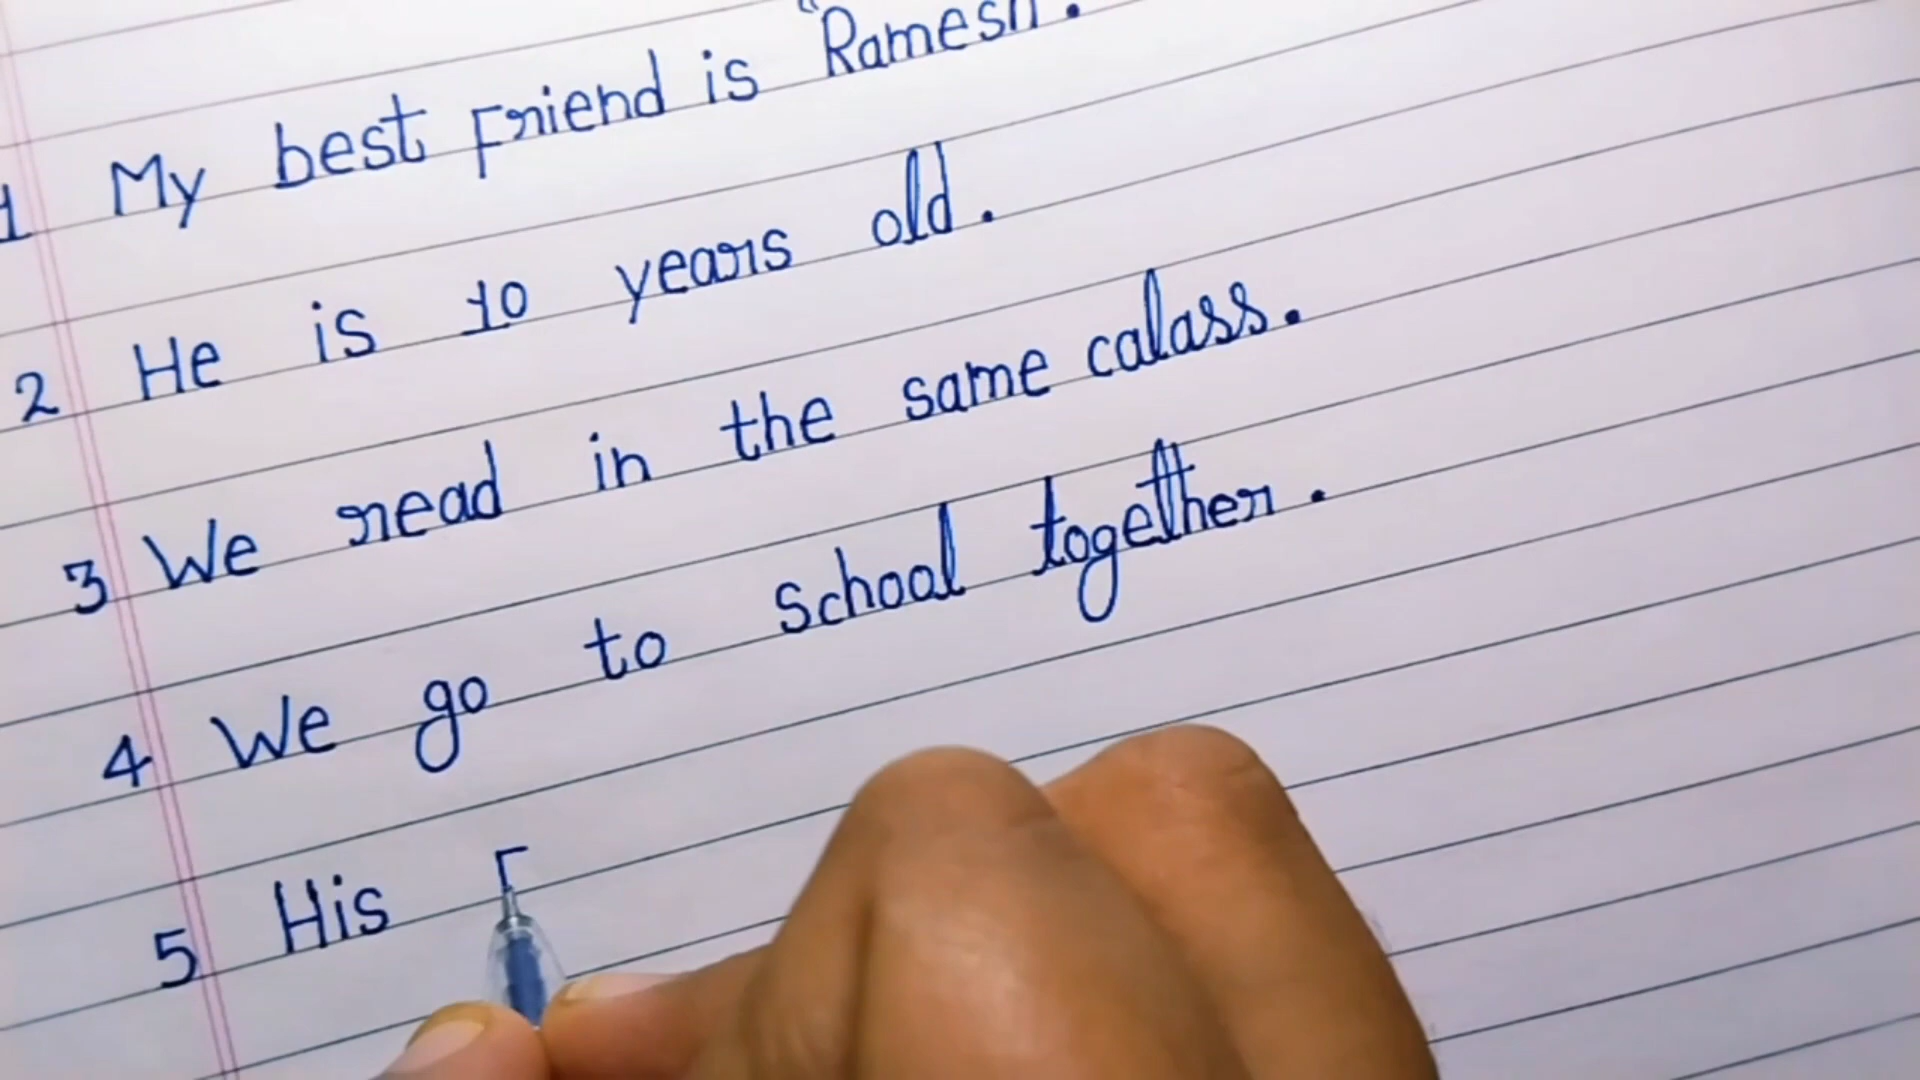 1 My best Friend is "Ramesh.
2 He is 10 years old.
3 We read in the same calass.
4 We go to school together.
5 His